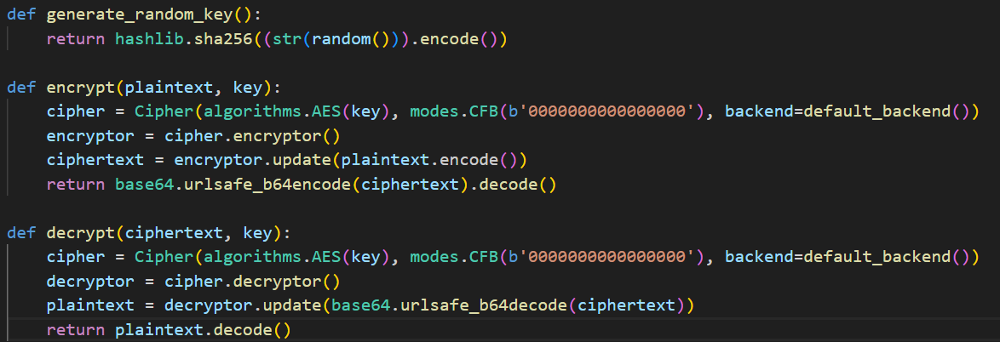 def generate_random_key():
    return hashlib.sha256((str(random())).encode())
def encrypt(plaintext, key):
    cipher = Cipher(algorithms.AES(key), modes.CFB(b'0000000000000000'), backend=default_backend())
    encryptor = cipher.encryptor()
    ciphertext = encryptor.update(plaintext.encode())
    return base64.urlsafe_b64encode(ciphertext).decode()
def decrypt(ciphertext, key):
    cipher = Cipher(algorithms.AES(key), modes.CFB(b'0000000000000000'), backend=default_backend())
    decryptor = cipher.decryptor()
    plaintext = decryptor.update(base64.urlsafe_b64decode(ciphertext))
    return plaintext.decode()